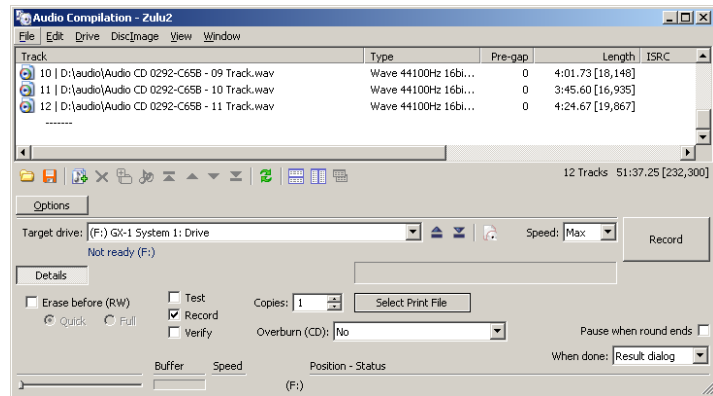 Audio Compilation - Zulu2
File Edit Drive DiscImage View Window
Track Type Pre-gap Length ISRC
10 | D:\audio\Audio CD 0292-C65B - 09 Track.wav Wave 44100Hz 16bi... 0 4:01.73 [18,148]
11 | D:\audio\Audio CD 0292-C65B - 10 Track.wav Wave 44100Hz 16bi... 0 3:45.60 [16,935]
12 | D:\audio\Audio CD 0292-C65B - 11 Track.wav Wave 44100Hz 16bi... 0 4:24.67 [19,867]
-------
12 Tracks 51:37.25 [232,300]
Options
Target drive: (F:) GX-1 System 1: Drive Speed: Max Record
Not ready (F:)
Details
Erase before (RW) Test Copies: 1 Select Print File
Quick Full Record
Verify Overburn (CD): No Pause when round ends
When done: Result dialog
Buffer Speed Position - Status
(F:)